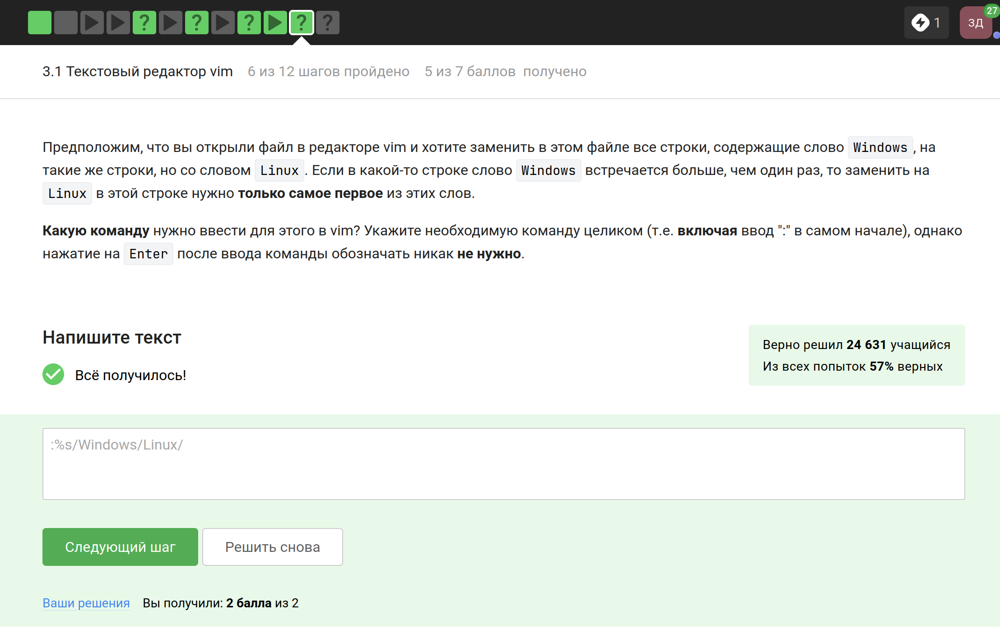 ? ? ? ? ?
1
ЗД
27
3.1 Текстовый редактор vim 6 из 12 шагов пройдено 5 из 7 баллов получено
Предположим, что вы открыли файл в редакторе vim и хотите заменить в этом файле все строки, содержащие слово Windows, на
такие же строки, но со словом Linux. Если в какой-то строке слово Windows встречается больше, чем один раз, то заменить на
Linux в этой строке нужно только самое первое из этих слов.
Какую команду нужно ввести для этого в vim? Укажите необходимую команду целиком (т.е. включая ввод ":" в самом начале), однако
нажатие на Enter после ввода команды обозначать никак не нужно.
Напишите текст
Всё получилось!
Верно решил 24 631 учащийся
Из всех попыток 57% верных
:%s/Windows/Linux/
Следующий шаг Решить снова
Ваши решения Вы получили: 2 балла из 2